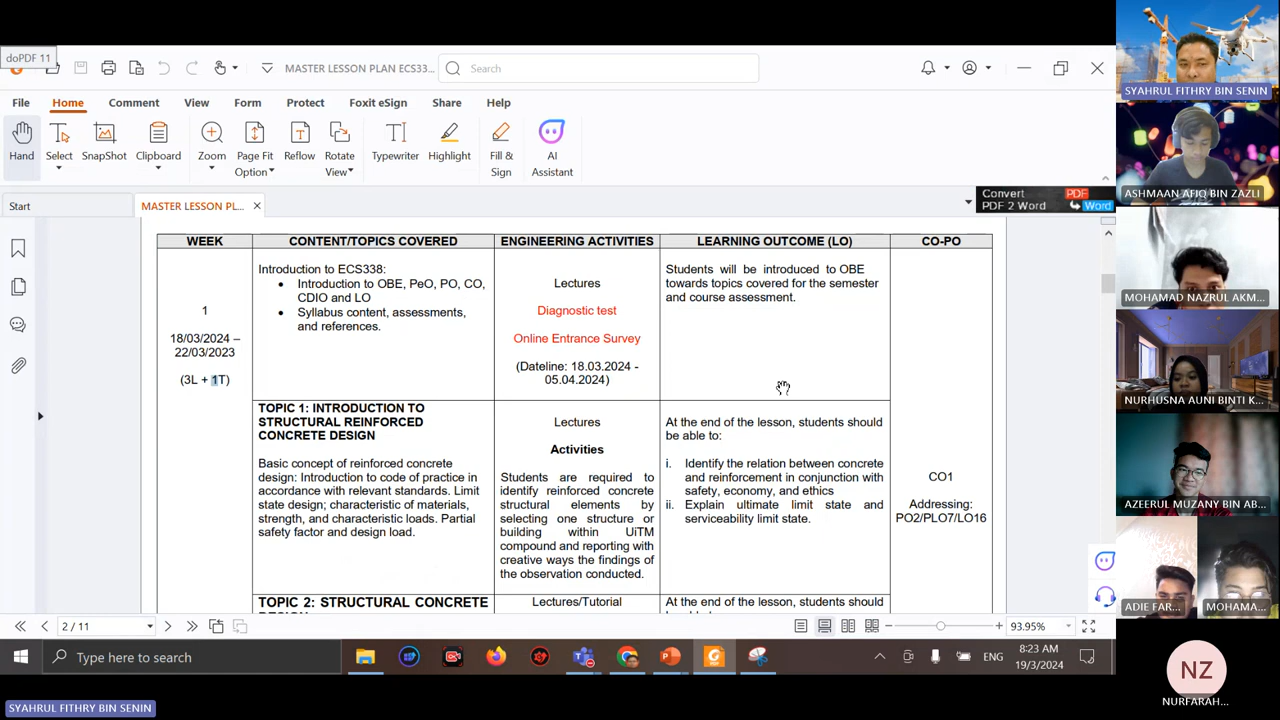 doPDF 11
MASTER LESSON PLAN ECS33...
Search
File
Home
Comment
View
Form
Protect
Foxit eSign
Share
Help
Hand
Select
SnapShot
Clipboard
Zoom
Page Fit
Option
Reflow
Rotate
View
Typewriter
Highlight
Fill &
Sign
AI
Assistant
Start
MASTER LESSON PL...
Convert
PDF
PDF 2 Word
Word
WEEK
CONTENT/TOPICS COVERED
ENGINEERING ACTIVITIES
LEARNING OUTCOME (LO)
CO-PO
1
18/03/2024 –
22/03/2023
(3L + 1T)
Introduction to ECS338:
• Introduction to OBE, PeO, PO, CO,
CDIO and LO
• Syllabus content, assessments,
and references.
Lectures
Diagnostic test
Online Entrance Survey
(Dateline: 18.03.2024 -
05.04.2024)
Students will be introduced to OBE
towards topics covered for the semester
and course assessment.
TOPIC 1: INTRODUCTION TO
STRUCTURAL REINFORCED
CONCRETE DESIGN
Basic concept of reinforced concrete
design: Introduction to code of practice in
accordance with relevant standards. Limit
state design; characteristic of materials,
strength, and characteristic loads. Partial
safety factor and design load.
Lectures
Activities
Students are required to
identify reinforced concrete
structural elements by
selecting one structure or
building within UiTM
compound and reporting with
creative ways the findings of
the observation conducted.
At the end of the lesson, students should
be able to:
i. Identify the relation between concrete
and reinforcement in conjunction with
safety, economy, and ethics
ii. Explain ultimate limit state and
serviceability limit state.
CO1
Addressing:
PO2/PLO7/LO16
TOPIC 2: STRUCTURAL CONCRETE
Lectures/Tutorial
At the end of the lesson, students should
2 / 11
93.95%
Type here to search
ENG
8:23 AM
19/3/2024
SYAHRUL FITHRY BIN SENIN
SYAHRUL FITHRY BIN SENIN
ASHMAAN AFIQ BIN ZAZLI
MOHAMAD NAZRUL AKM...
NURHUSNA AUNI BINTI K...
AZEERUL MUZANY BIN AB...
ADIE FAR...
MOHAMA...
NZ
NURFARAH...